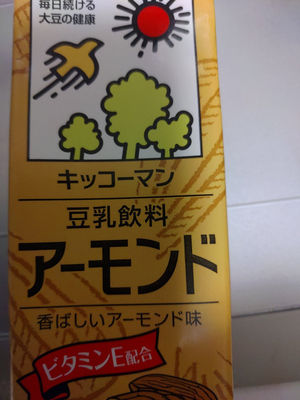 毎日続ける
大豆の健康
キッコーマン
豆乳飲料
アーモンド
香ばしいアーモンド味
ビタミンE配合